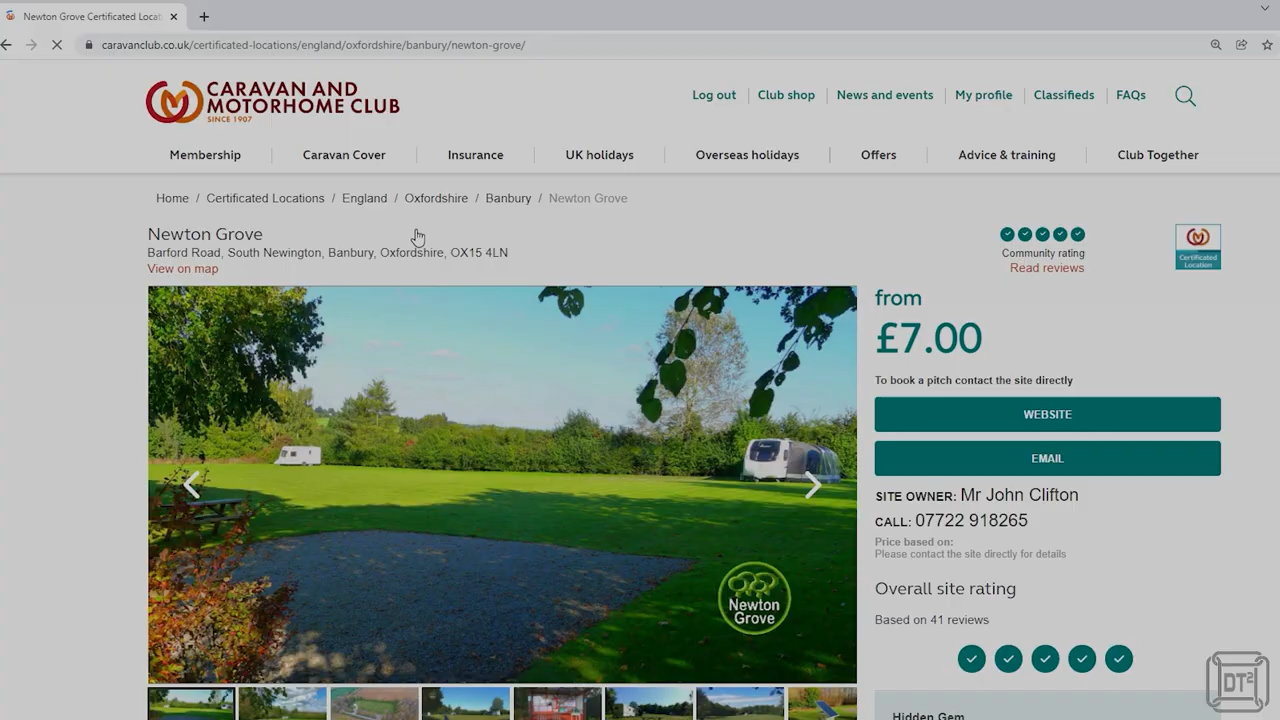 Newton Grove Certificated Locat
caravanclub.co.uk/certificated-locations/england/oxfordshire/banbury/newton-grove/
CARAVAN AND
MOTORHOME CLUB
SINCE 1907
Log out
Club shop
News and events
My profile
Classifieds
FAQs
Membership
Caravan Cover
Insurance
UK holidays
Overseas holidays
Offers
Advice & training
Club Together
Home / Certificated Locations / England / Oxfordshire / Banbury / Newton Grove
Newton Grove
Barford Road, South Newington, Banbury, Oxfordshire, OX15 4LN
View on map
Community rating
Read reviews
Certificated
Location
from
£7.00
To book a pitch contact the site directly
WEBSITE
EMAIL
SITE OWNER: Mr John Clifton
CALL: 07722 918265
Price based on:
Please contact the site directly for details
Overall site rating
Based on 41 reviews
Newton
Grove
Hidden Gem
DT2